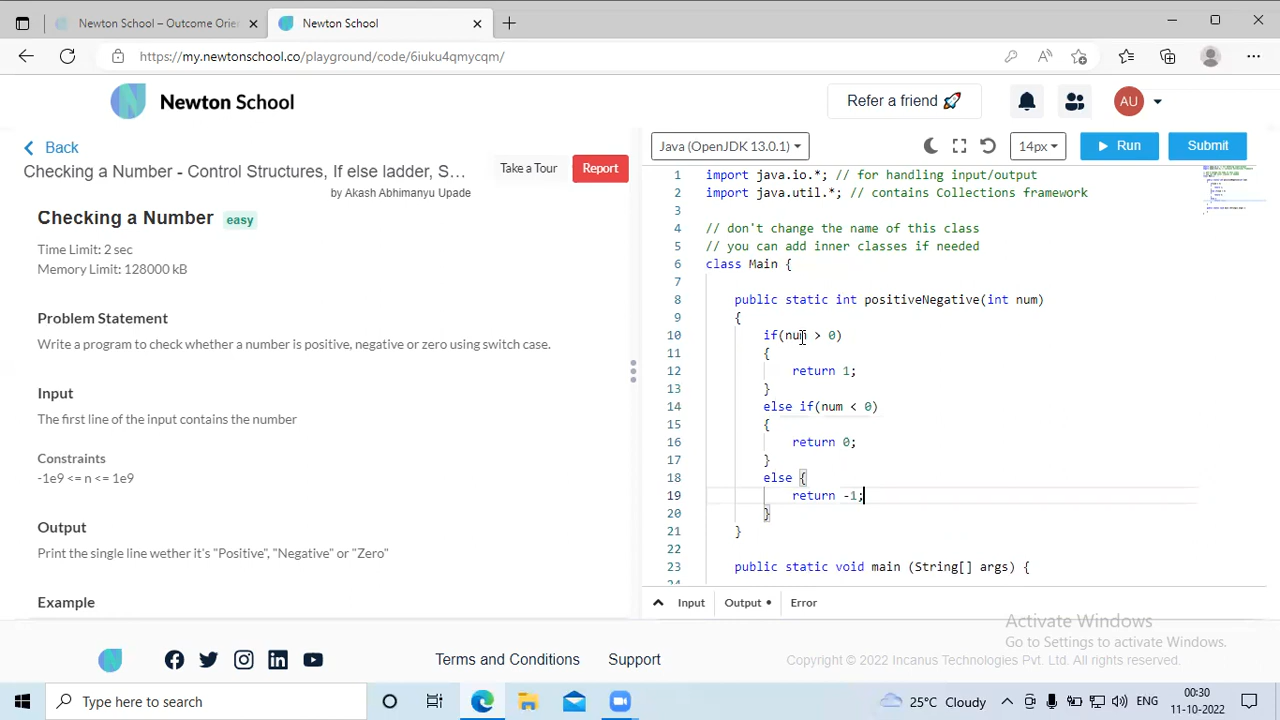 Newton School – Outcome Orie
Newton School
https://my.newtonschool.co/playground/code/6iuku4qmycqm/
Newton School
Refer a friend 🚀
AU
Back
Checking a Number - Control Structures, If else ladder, S...
by Akash Abhimanyu Upade
Take a Tour
Report
Checking a Number easy
Time Limit: 2 sec
Memory Limit: 128000 kB
Problem Statement
Write a program to check whether a number is positive, negative or zero using switch case.
Input
The first line of the input contains the number
Constraints
-1e9 <= n <= 1e9
Output
Print the single line wether it's "Positive", "Negative" or "Zero"
Example
Java (OpenJDK 13.0.1)
14px
Run
Submit
1 import java.io.*; // for handling input/output
2 import java.util.*; // contains Collections framework
3
4 // don't change the name of this class
5 // you can add inner classes if needed
6 class Main {
7
8 public static int positiveNegative(int num)
9 {
10 if(num > 0)
11 {
12 return 1;
13 }
14 else if(num < 0)
15 {
16 return 0;
17 }
18 else {
19 return -1;
20 }
21 }
22
23 public static void main (String[] args) {
Input
Output
Error
Activate Windows
Go to Settings to activate Windows.
Terms and Conditions
Support
Copyright © 2022 Incanus Technologies Pvt. Ltd. All rights reserved.
Type here to search
25°C Cloudy
ENG
00:30
11-10-2022